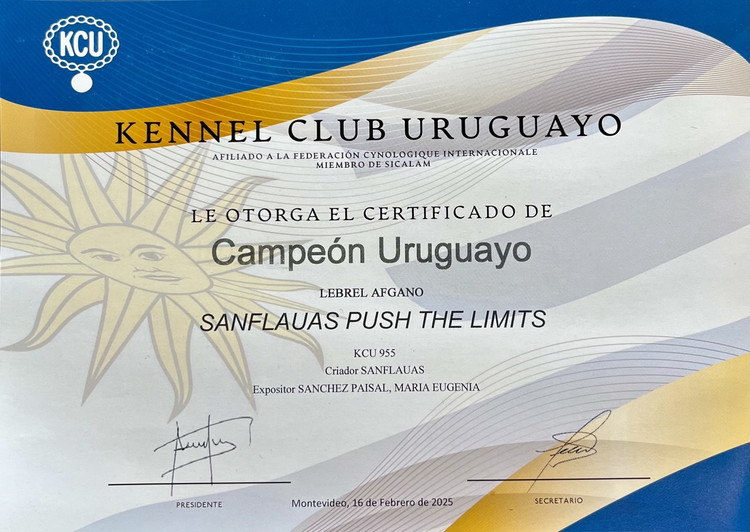 KCU
KENNEL CLUB URUGUAYO
AFILIADO A LA FEDERACIÓN CYNOLOGIQUE INTERNACIONALE
MIEMBRO DE SICALAM
LE OTORGA EL CERTIFICADO DE
Campeón Uruguayo
LEBREL AFGANO
SANFLAUAS PUSH THE LIMITS
KCU 955
Criador SANFLAUAS
Expositor SANCHEZ PAISAL, MARIA EUGENIA
PRESIDENTE
Montevideo, 16 de Febrero de 2025
SECRETARIO